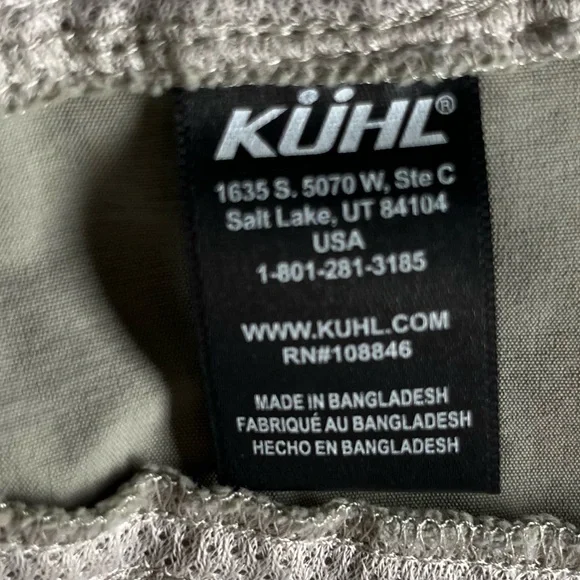 KÜHL®
1635 S. 5070 W, Ste C
Salt Lake, UT 84104
USA
1-801-281-3185
WWW.KUHL.COM
RN#108846
MADE IN BANGLADESH
FABRIQUÉ AU BANGLADESH
HECHO EN BANGLADESH